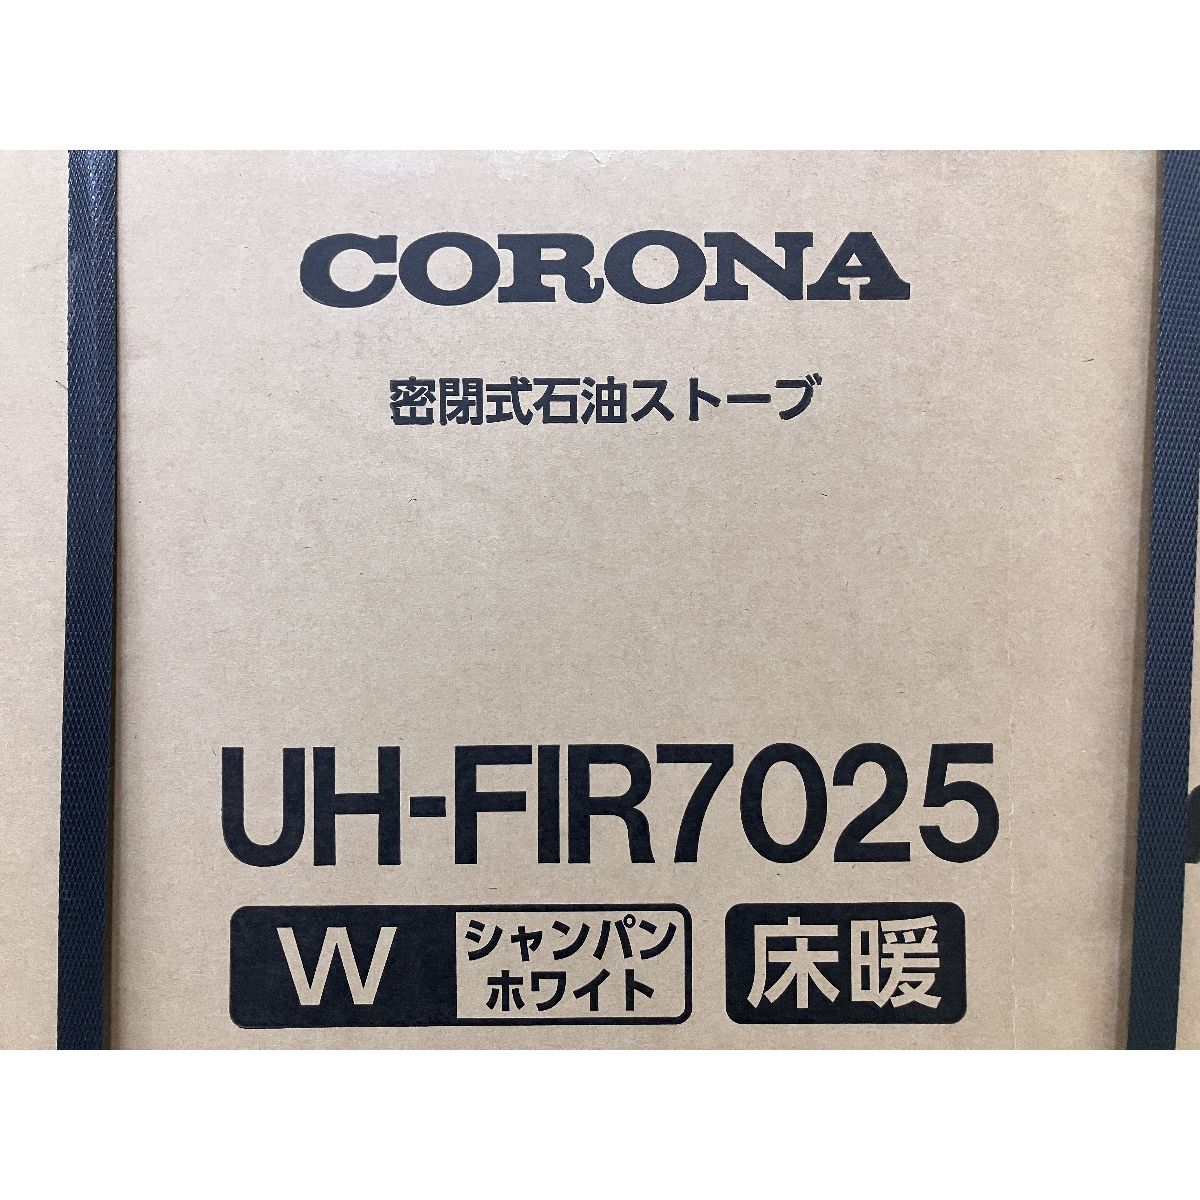 CORONA
密閉式石油ストーブ
UH-FIR7025
W シャンパン
ホワイト
床暖